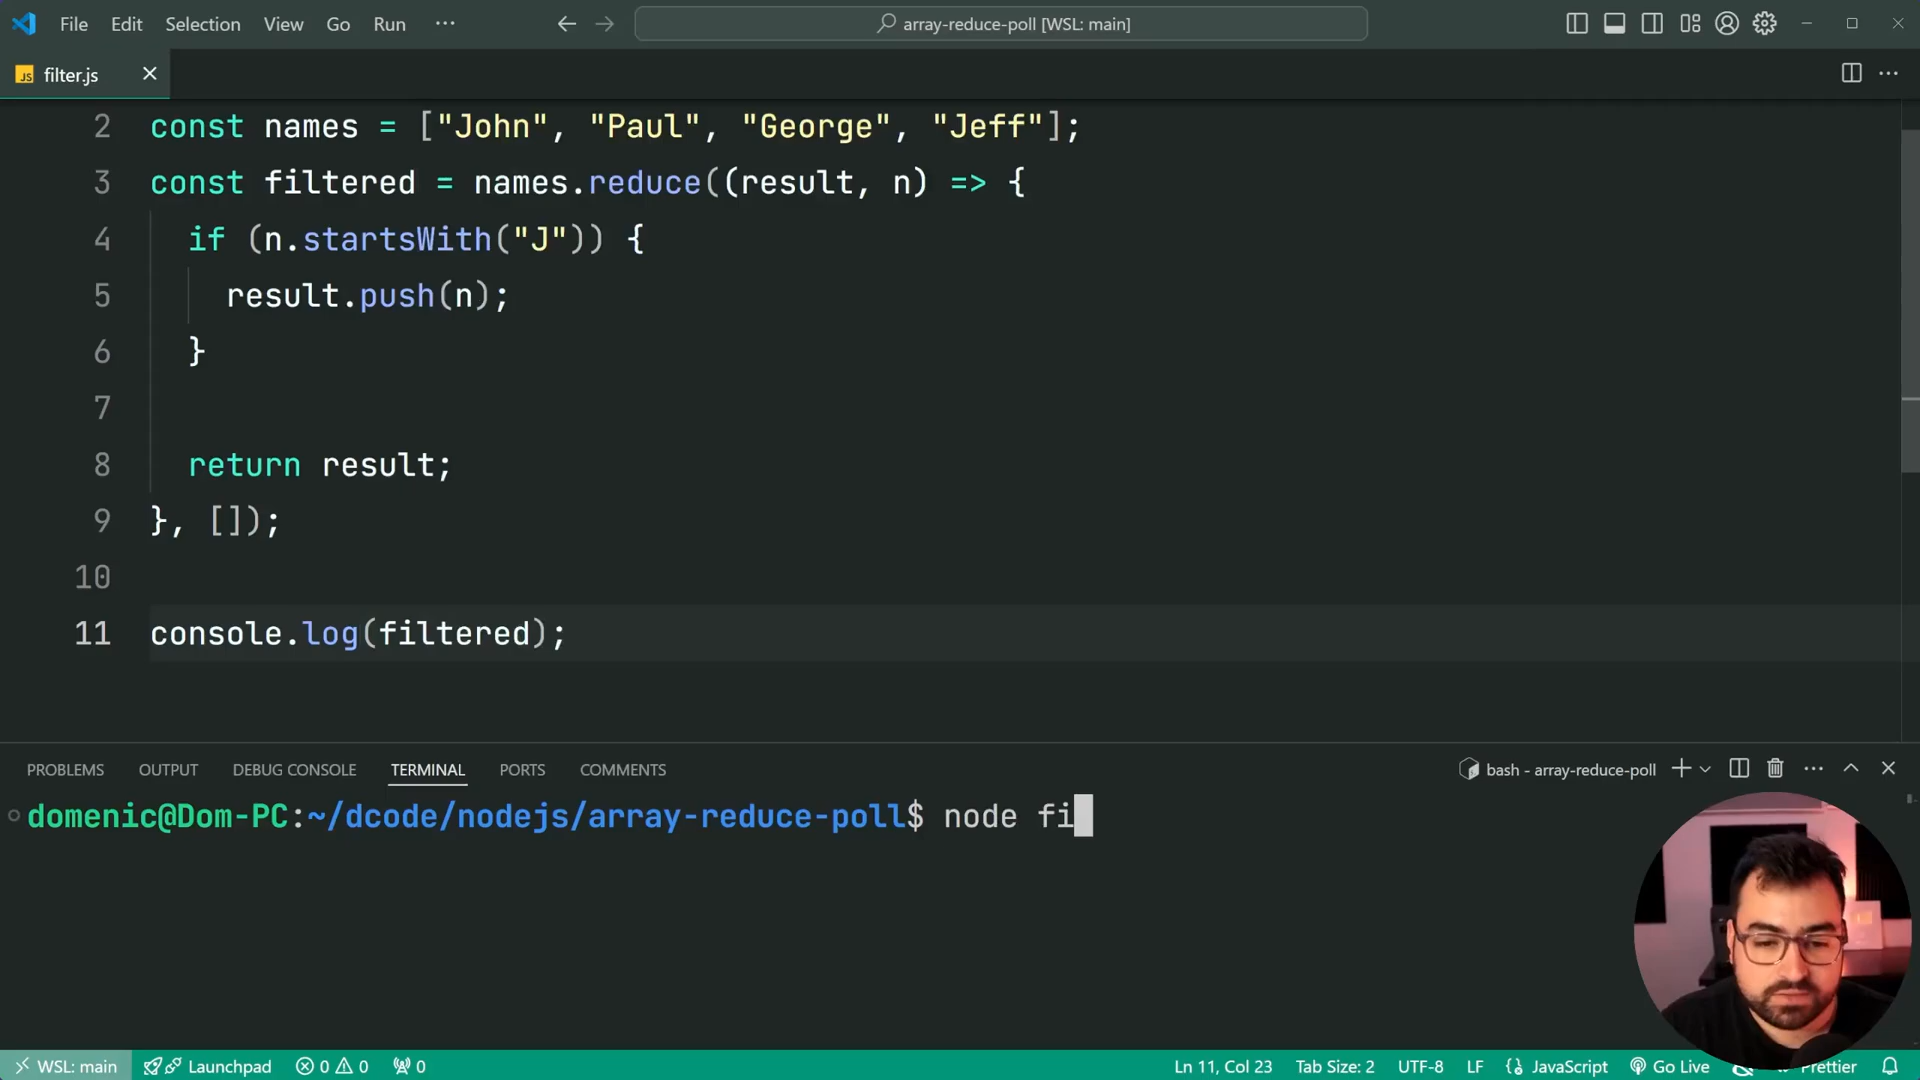 File Edit Selection View Go Run ··· array-reduce-poll [WSL: main]
JS filter.js
2 const names = ["John", "Paul", "George", "Jeff"];
3 const filtered = names.reduce((result, n) => {
4 if (n.startsWith("J")) {
5 result.push(n);
6 }
7
8 return result;
9 }, []);
10
11 console.log(filtered);
PROBLEMS OUTPUT DEBUG CONSOLE TERMINAL PORTS COMMENTS bash - array-reduce-poll
domenic@Dom-PC:~/dcode/nodejs/array-reduce-poll$ node fi
WSL: main Launchpad 0 0 0 Ln 11, Col 23 Tab Size: 2 UTF-8 LF {} JavaScript Go Live Prettier